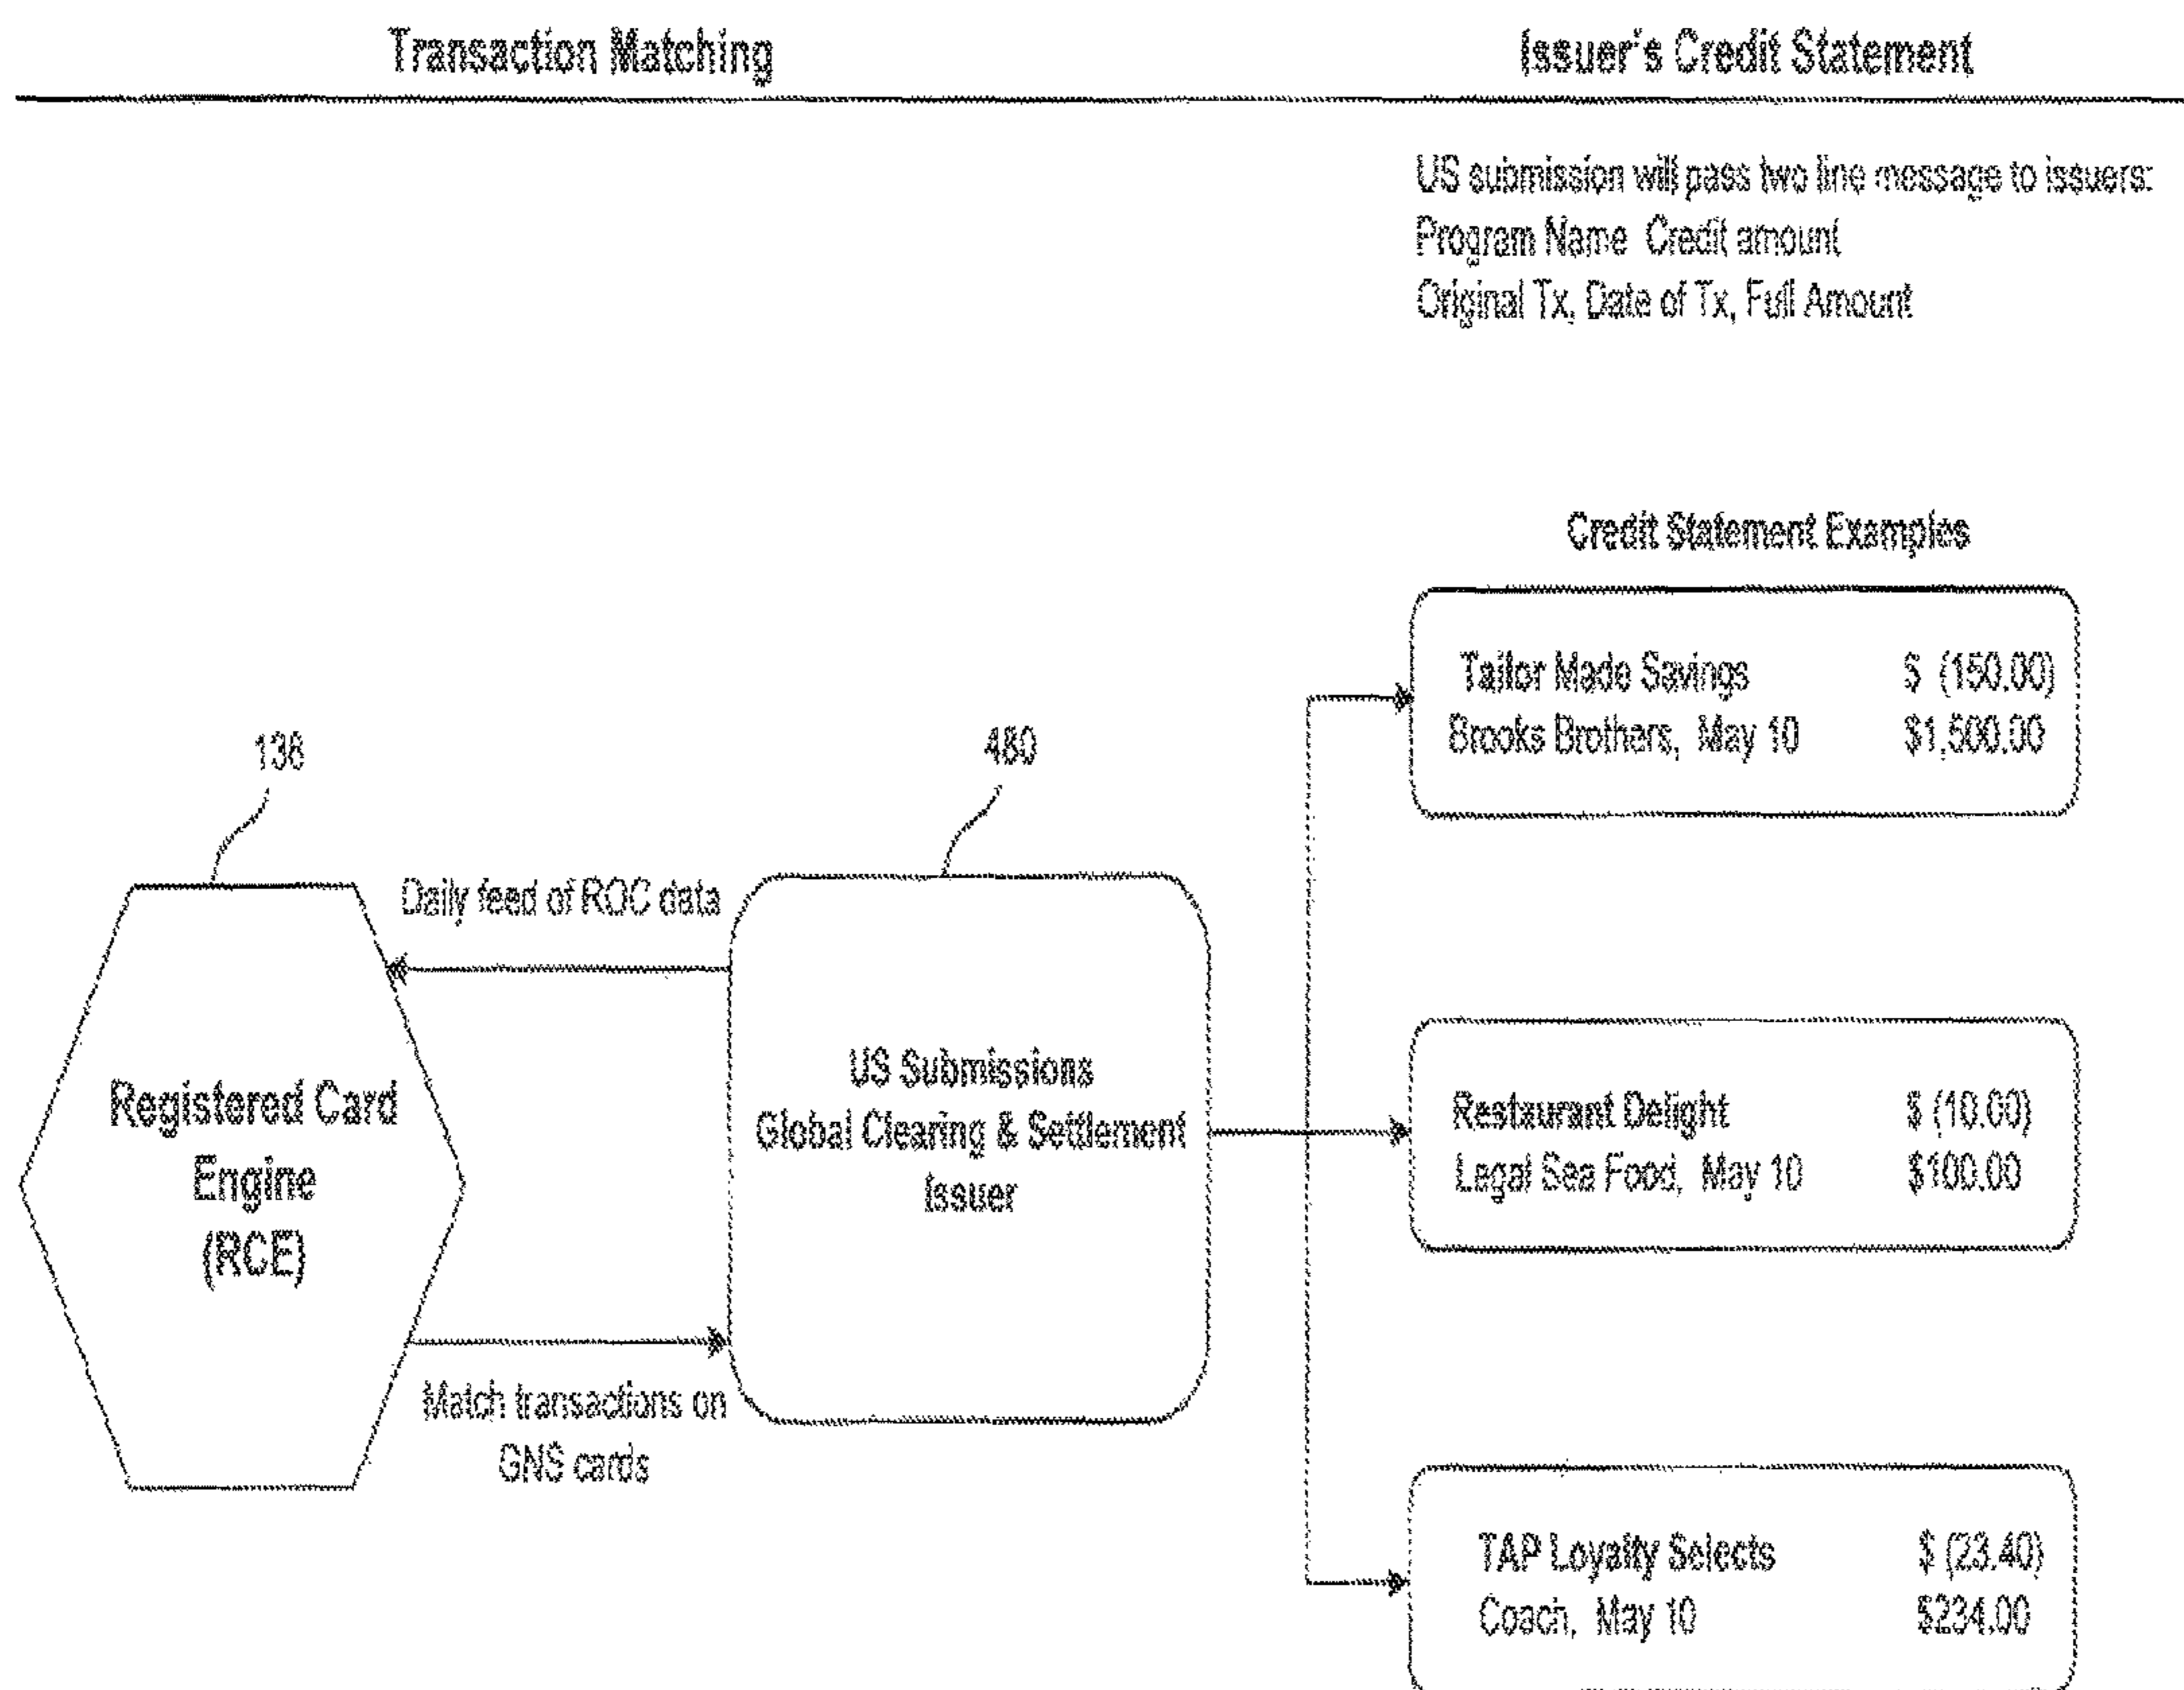 Transaction Matching
Issuer's Credit Statement
US submission will pass two line message to issuers:
Program Name Credit amount
Original Tx, Date of Tx, Full Amount
Credit Statement Examples
Tailor Made Savings $ (150.00)
Brooks Brothers, May 10 $1,500.00
136
480
Daily feed of ROC data
Registered Card
Engine
(RCE)
US Submissions
Global Clearing & Settlement
Issuer
Restaurant Delight $ (10.00)
Legal Sea Food, May 10 $100.00
Match transactions on
GNS cards
TAP Loyalty Selects $ (23.40)
Coach, May 10 $234.00